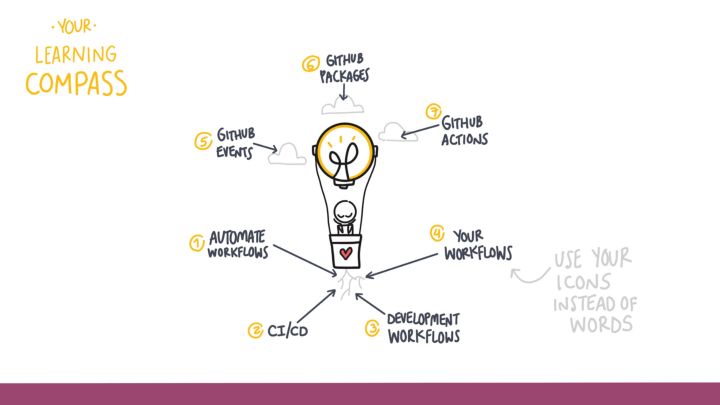 · YOUR ·
LEARNING
COMPASS
6 GITHUB
PACKAGES
7
GITHUB
ACTIONS
5 GITHUB
EVENTS
1 AUTOMATE
WORKFLOWS
4 YOUR
WORKFLOWS
2 CI/CD
3 DEVELOPMENT
WORKFLOWS
USE YOUR
ICONS
INSTEAD OF
WORDS